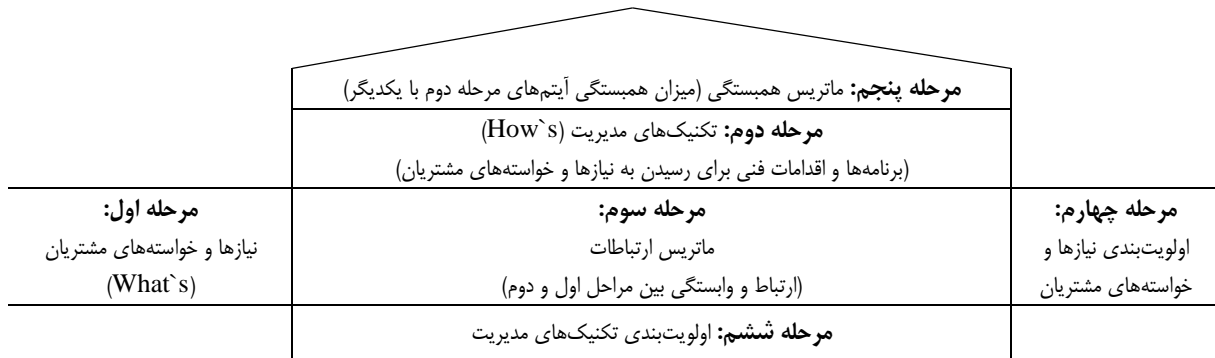 مرحله پنجم: ماتریس همبستگی (میزان همبستگی آیتم‌های مرحله دوم با یکدیگر)
مرحله دوم: تکنیک‌های مدیریت (How`s)
(برنامه‌ها و اقدامات فنی برای رسیدن به نیازها و خواسته‌های مشتریان)
مرحله چهارم:
اولویت‌بندی نیازها و
خواسته‌های مشتریان
مرحله سوم:
ماتریس ارتباطات
(ارتباط و وابستگی بین مراحل اول و دوم)
مرحله اول:
نیازها و خواسته‌های مشتریان
(What`s)
مرحله ششم: اولویت‌بندی تکنیک‌های مدیریت